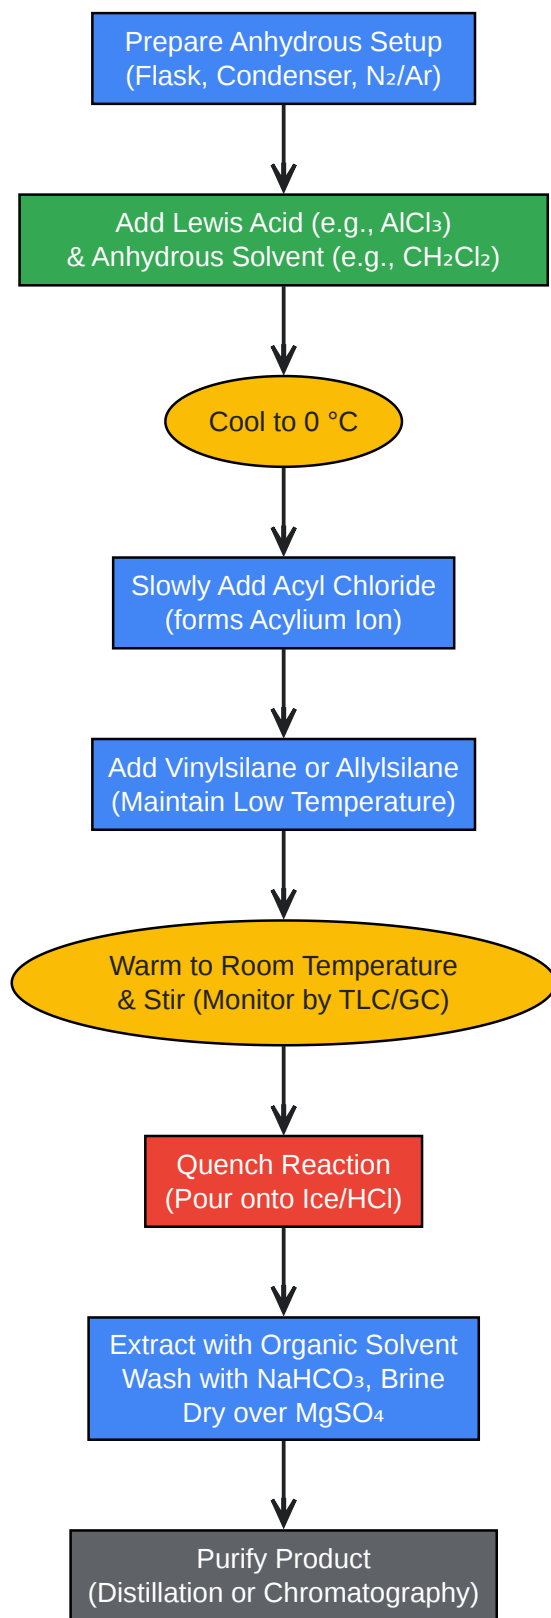 Prepare Anhydrous Setup
(Flask, Condenser, N₂/Ar)
Add Lewis Acid (e.g., AlCl₃)
& Anhydrous Solvent (e.g., CH₂Cl₂)
Cool to 0 °C
Slowly Add Acyl Chloride
(forms Acylium Ion)
Add Vinylsilane or Allylsilane
(Maintain Low Temperature)
Warm to Room Temperature
& Stir (Monitor by TLC/GC)
Quench Reaction
(Pour onto Ice/HCl)
Extract with Organic Solvent
Wash with NaHCO₃, Brine
Dry over MgSO₄
Purify Product
(Distillation or Chromatography)